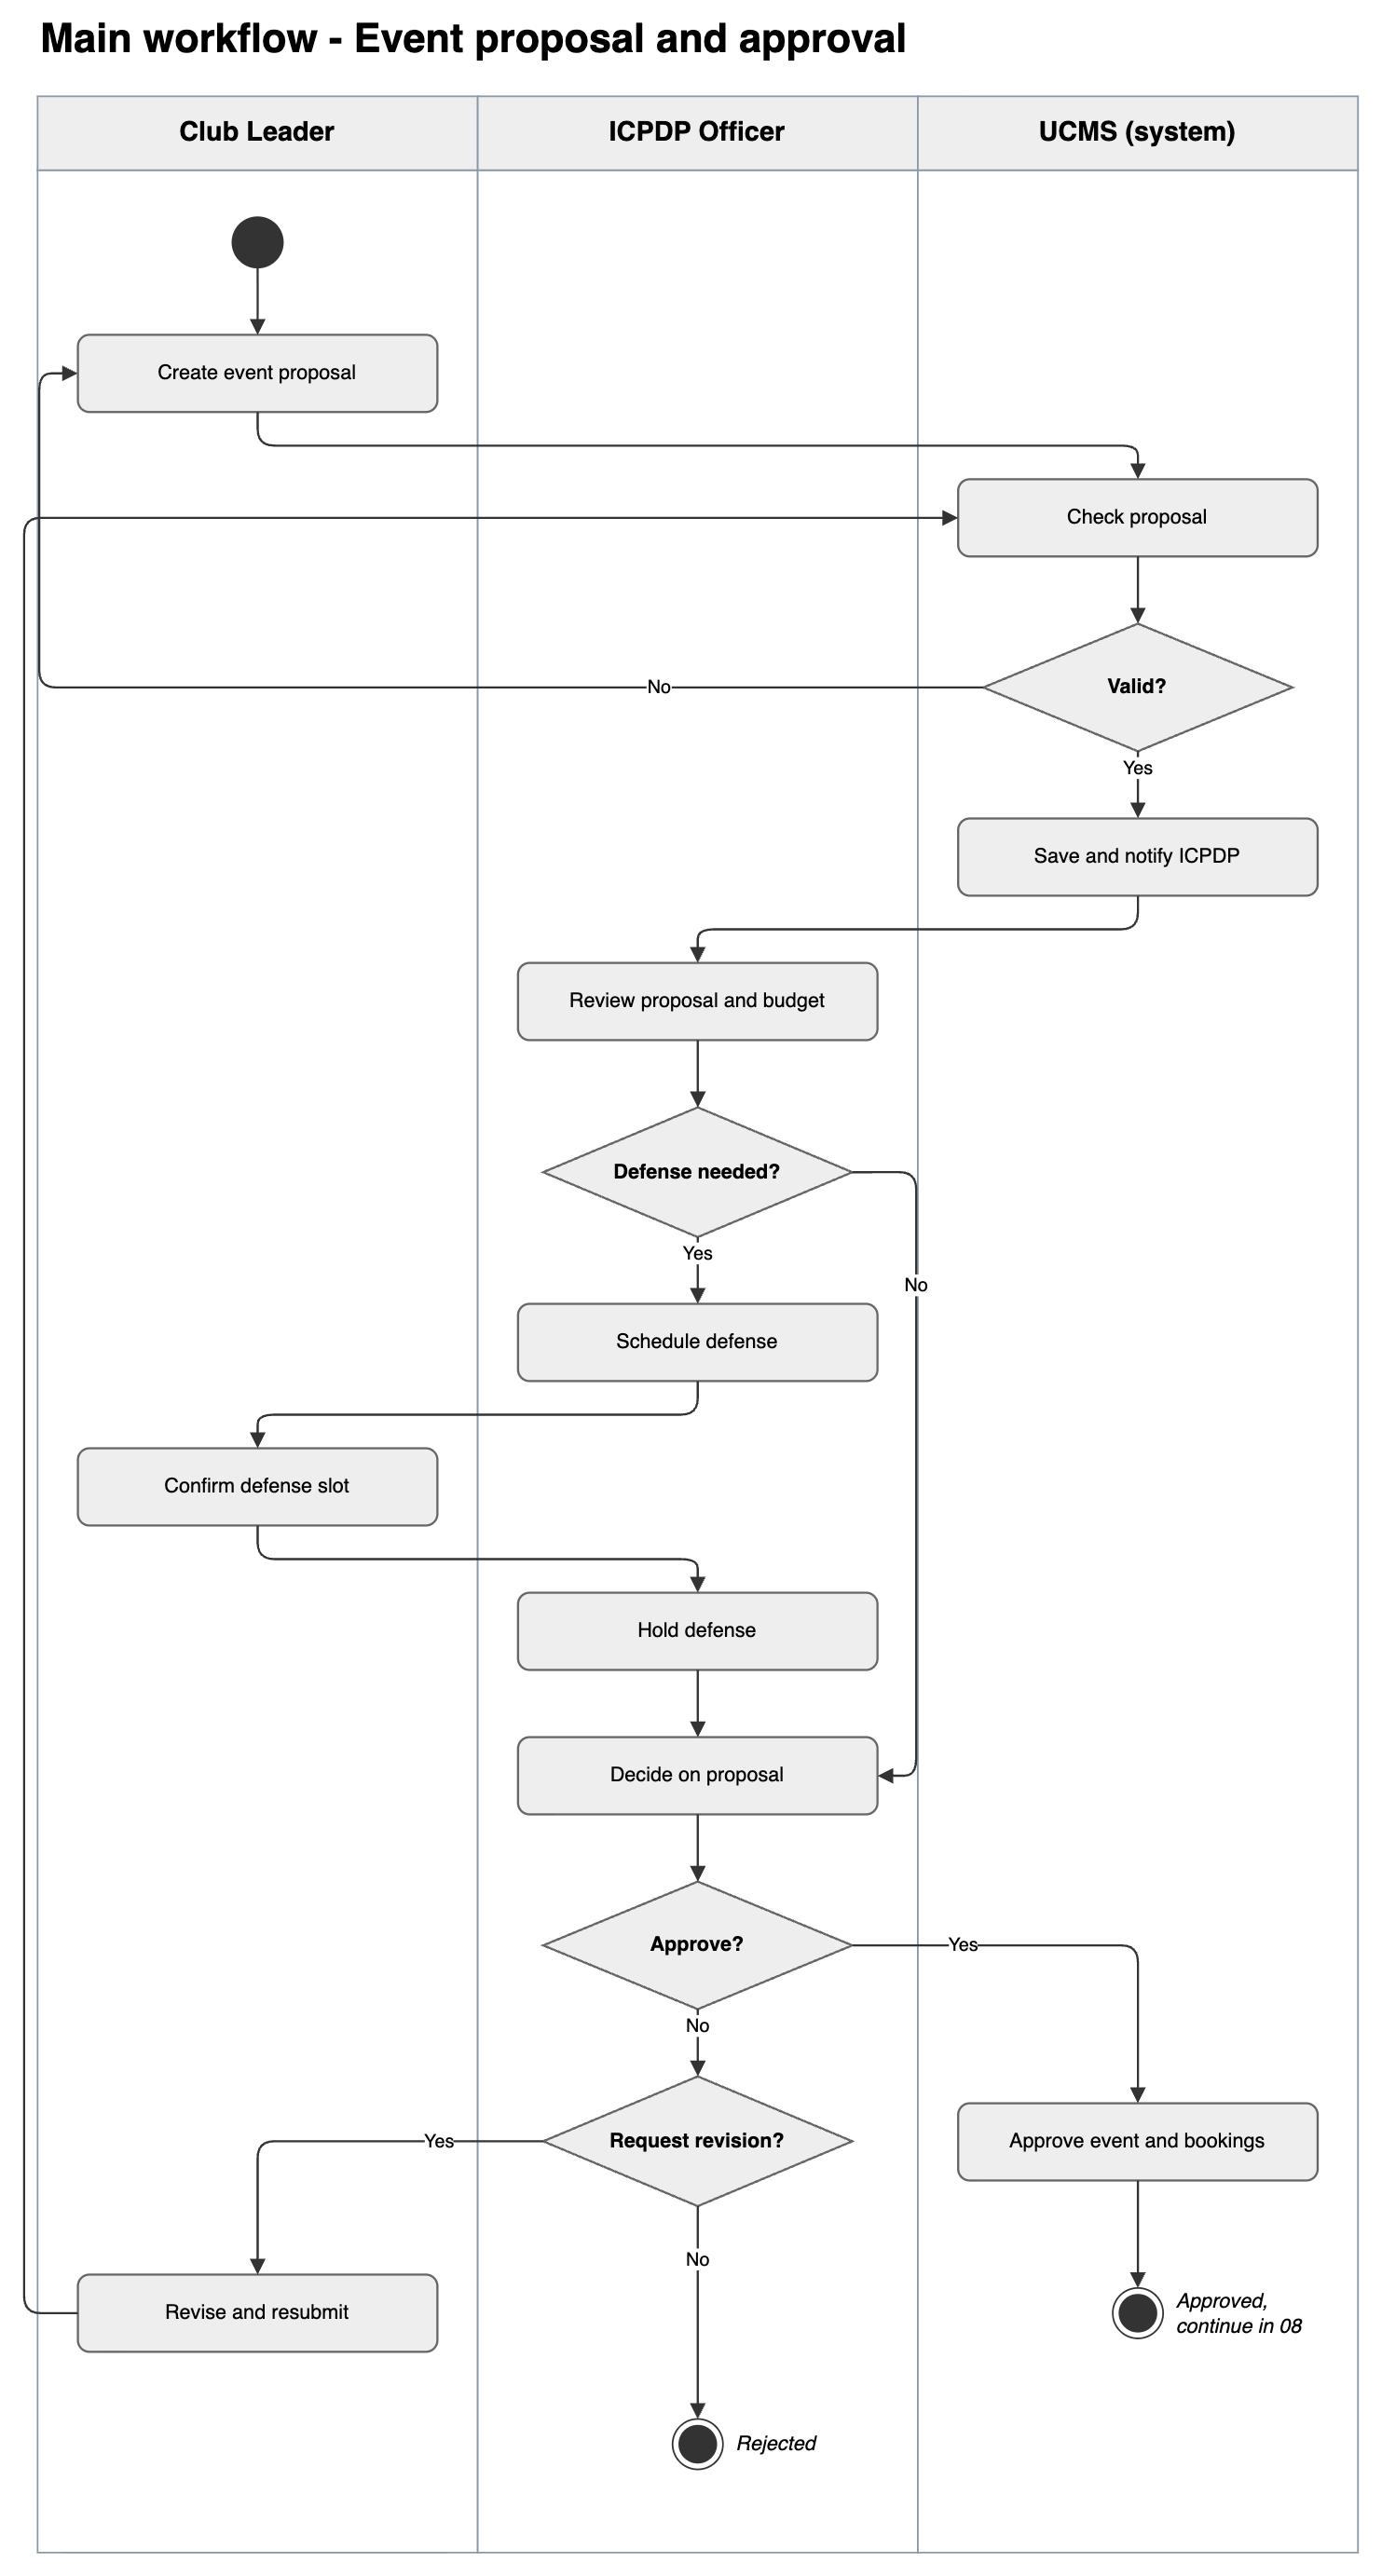 Main workflow - Event proposal and approval
Club Leader
ICPDP Officer
UCMS (system)
Create event proposal
Check proposal
Valid?
No
Yes
Save and notify ICPDP
Review proposal and budget
Defense needed?
Yes
No
Schedule defense
Confirm defense slot
Hold defense
Decide on proposal
Approve?
Yes
No
Request revision?
Yes
Approve event and bookings
No
Revise and resubmit
Approved,
continue in 08
Rejected